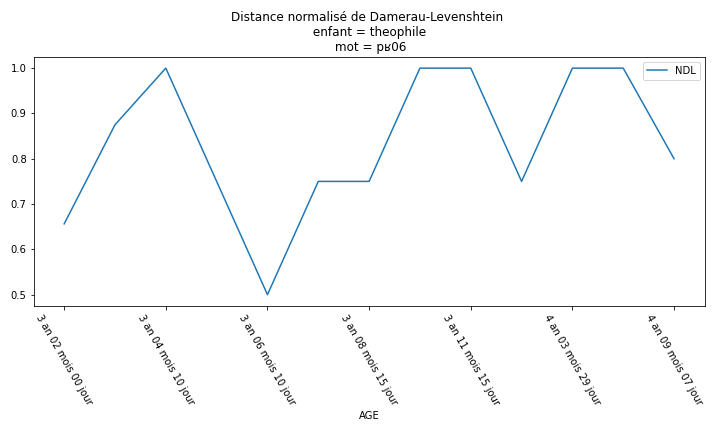 Distance normalisé de Damerau-Levenshtein
enfant = theophile
mot = pʁ06
NDL
1.0
0.9
0.8
0.7
0.6
0.5
3 an 02 mois 00 jour
3 an 04 mois 10 jour
3 an 06 mois 10 jour
3 an 08 mois 15 jour
3 an 11 mois 15 jour
4 an 03 mois 29 jour
4 an 09 mois 07 jour
AGE